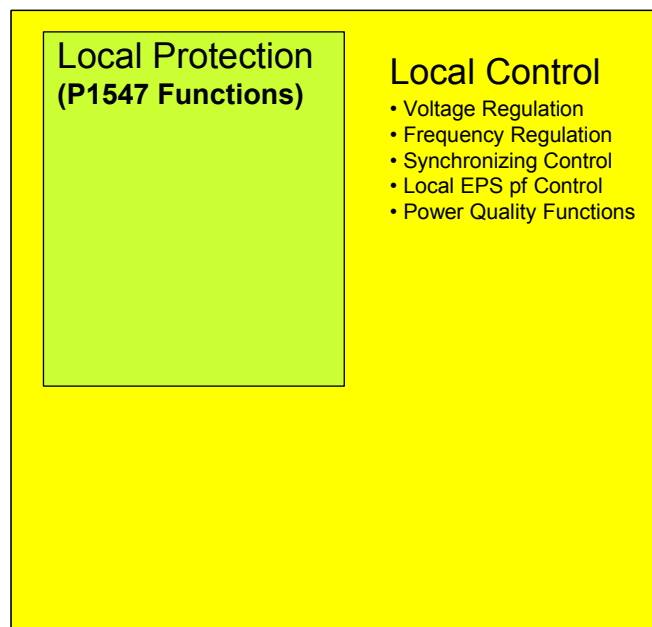 Local Protection
(P1547 Functions)
Local Control
• Voltage Regulation
• Frequency Regulation
• Synchronizing Control
• Local EPS pf Control
• Power Quality Functions